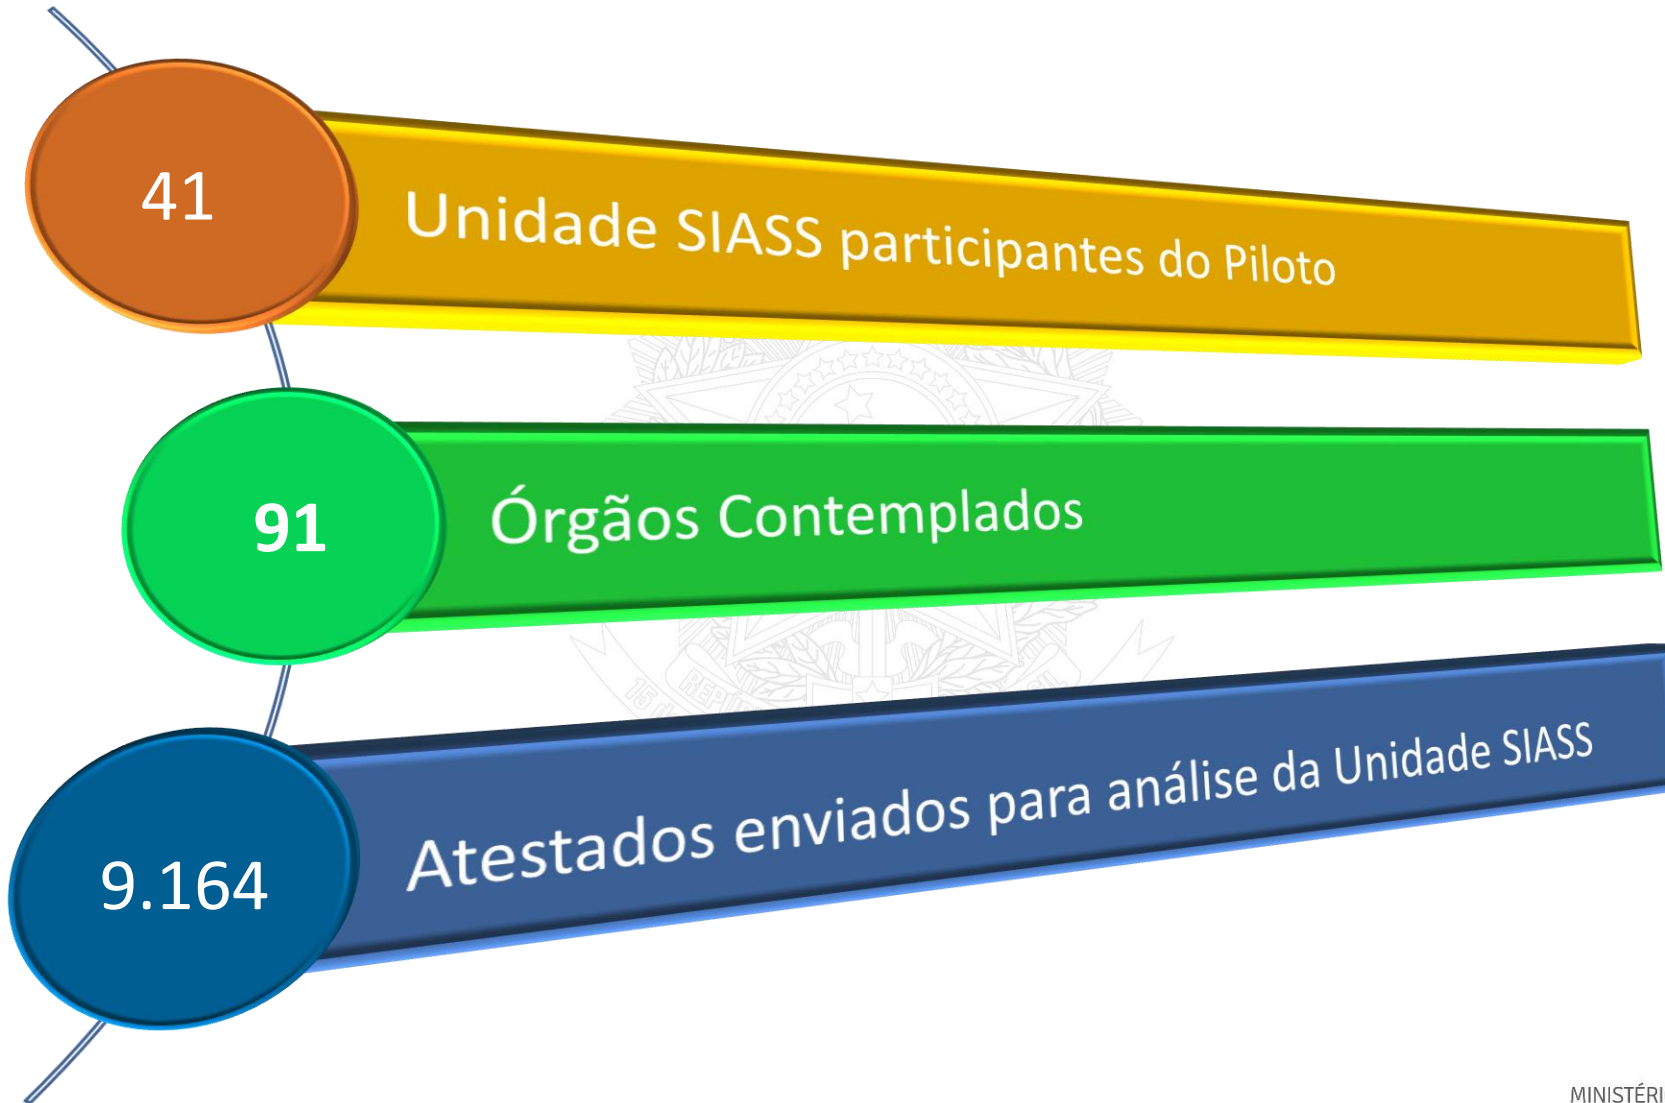 41
Unidade SIASS participantes do Piloto
91
Órgãos Contemplados
9.164
Atestados enviados para análise da Unidade SIASS
MINISTÉRI